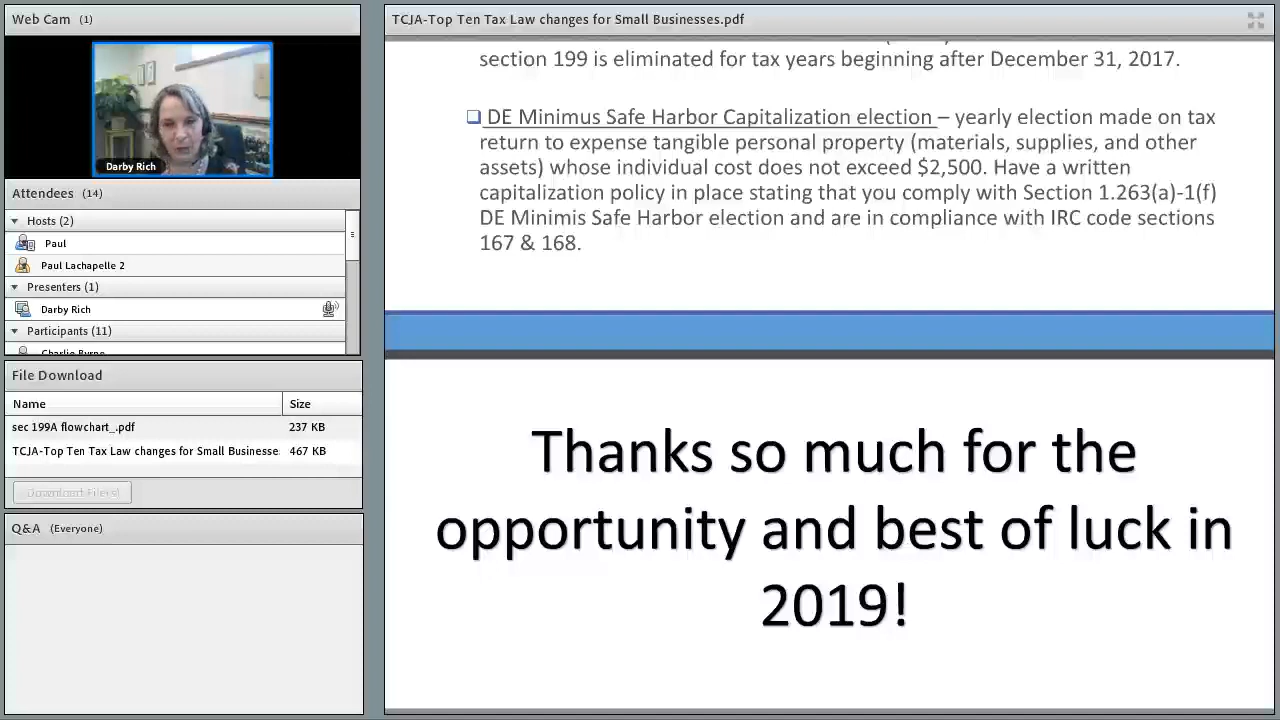 Web Cam (1)
Darby Rich
Attendees (14)
Hosts (2)
Paul
Paul Lachapelle 2
Presenters (1)
Darby Rich
Participants (11)
Charlie Byrne
File Download
Name Size
sec 199A flowchart_.pdf 237 KB
TCJA-Top Ten Tax Law changes for Small Businesse 467 KB
Download File(s)
Q&A (Everyone)
TCJA-Top Ten Tax Law changes for Small Businesses.pdf
section 199 is eliminated for tax years beginning after December 31, 2017.
❑ DE Minimus Safe Harbor Capitalization election – yearly election made on tax
return to expense tangible personal property (materials, supplies, and other
assets) whose individual cost does not exceed $2,500. Have a written
capitalization policy in place stating that you comply with Section 1.263(a)-1(f)
DE Minimis Safe Harbor election and are in compliance with IRC code sections
167 & 168.
Thanks so much for the
opportunity and best of luck in
2019!